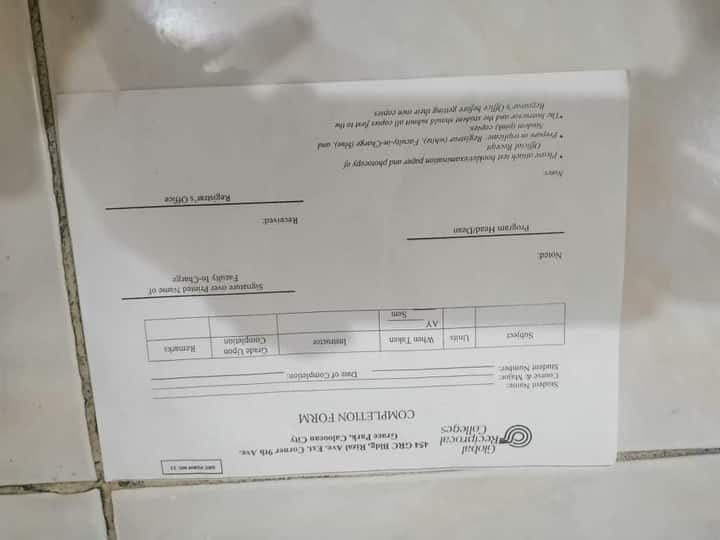 GRC FORM NO. 11
Global
Reciprocal
Colleges
454 GRC Bldg, Rizal Ave. Ext. Corner 9th Ave.
Grace Park, Caloocan City
COMPLETION FORM
Student Name:
Course & Major:
Student Number: Date of Completion:
Subject Units When Taken Instructor Grade Upon Completion Remarks
AY
Sem
Signature over Printed Name of
Faculty In-Charge
Noted:
Program Head/Dean
Received:
Registrar's Office
Notes
• Please attach test booklet/examination paper and photocopy of
Official Receipt
• Prepare in triplicate: Registrar (white), Faculty-in-Charge (blue), and
Student (pink) copies.
• The Instructor and the student should submit all copies first to the
Registrar's Office before getting their own copies